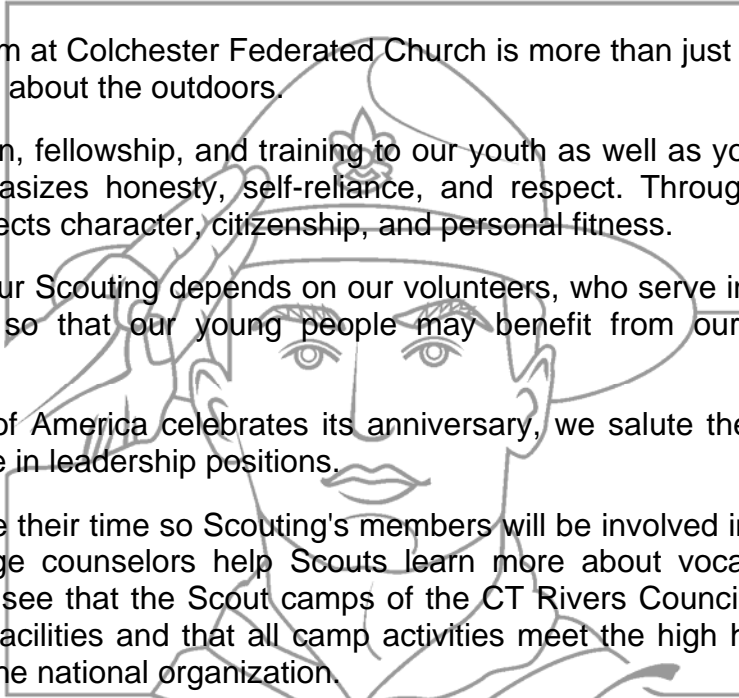 m at Colchester Federated Church is more than just
about the outdoors.
n, fellowship, and training to our youth as well as yo
asizes honesty, self-reliance, and respect. Throug
ects character, citizenship, and personal fitness.
ur Scouting depends on our volunteers, who serve in
so that our young people may benefit from our
of America celebrates its anniversary, we salute the
e in leadership positions.
e their time so Scouting's members will be involved in
ge counselors help Scouts learn more about voca
see that the Scout camps of the CT Rivers Counci
acilities and that all camp activities meet the high h
he national organization.